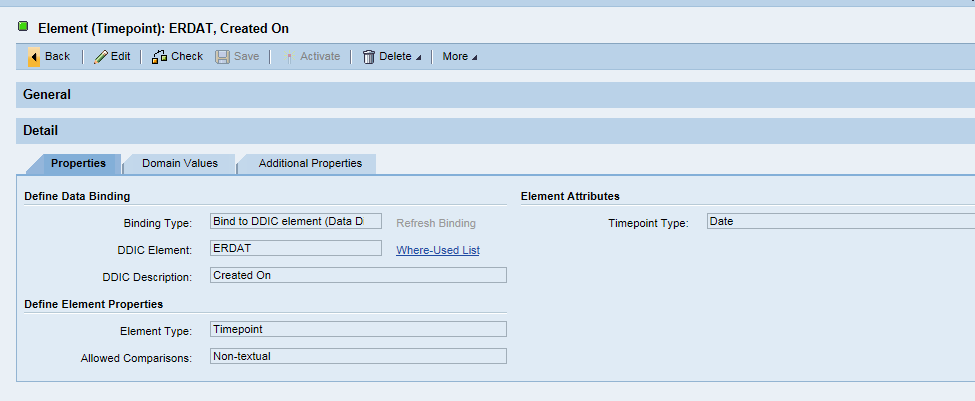 Element (Timepoint): ERDAT, Created On
Back Edit Check Save Activate Delete More
General
Detail
Properties Domain Values Additional Properties
Define Data Binding
Binding Type: Bind to DDIC element (Data D Refresh Binding
DDIC Element: ERDAT Where-Used List
DDIC Description: Created On
Define Element Properties
Element Type: Timepoint
Allowed Comparisons: Non-textual
Element Attributes
Timepoint Type: Date